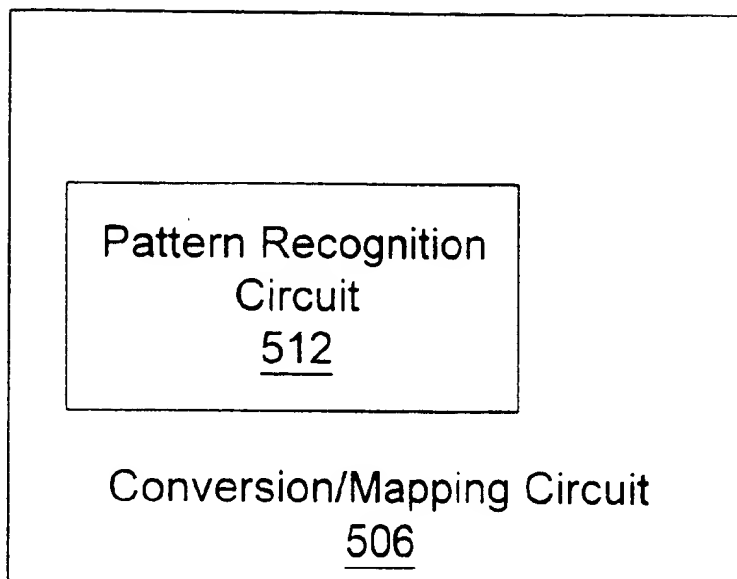 Pattern Recognition
Circuit
512
Conversion/Mapping Circuit
506